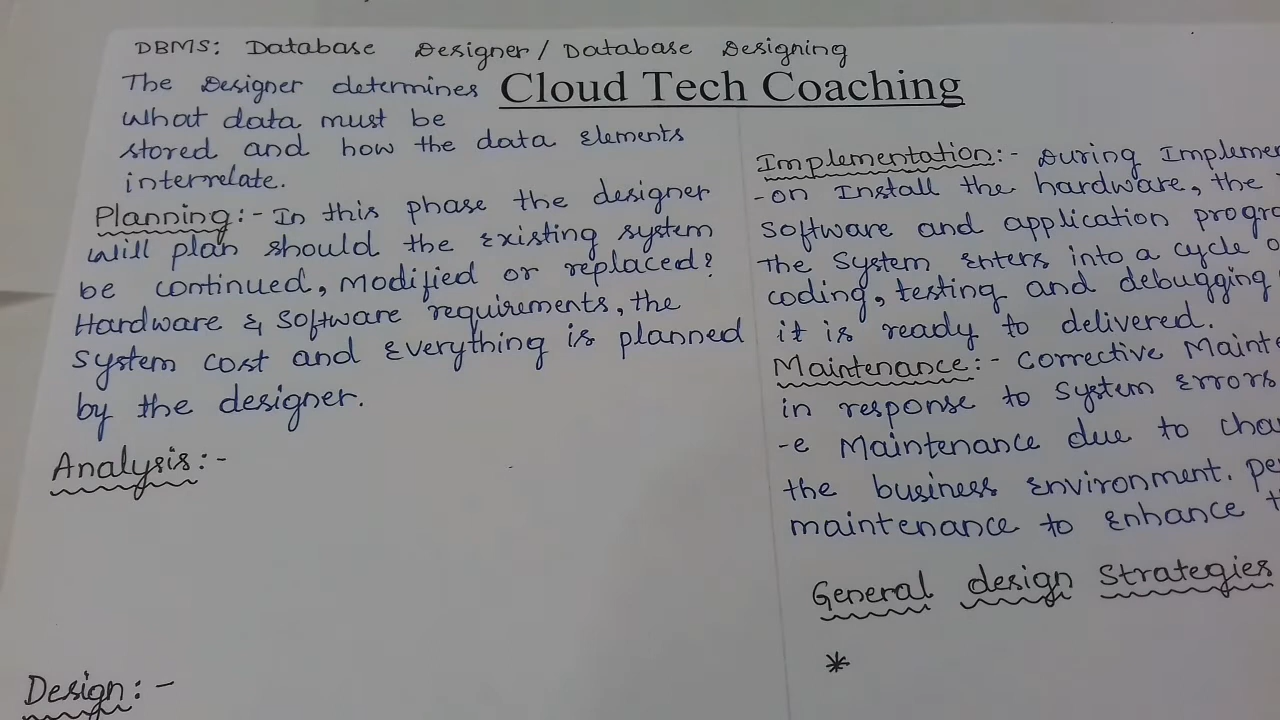 DBMS: Database Designer / Database Designing
The Designer determines
Cloud Tech Coaching
what data must be
stored and how the data elements
interrelate.
Planning:- In this phase the designer
will plan should the existing system
be continued, modified or replaced?
Hardware & Software requirements, the
system cost and everything is planned
by the designer.
Analysis:-
Design:-
Implementation:- During Implemen
-on Install the hardware, the
software and application progra
The system enters into a cycle o
coding, testing and debugging
it is ready to delivered.
Maintenance:- Corrective Mainte
in response to system errors
-e Maintenance due to cha
the business environment. pe
maintenance to enhance t
General design strategies
*